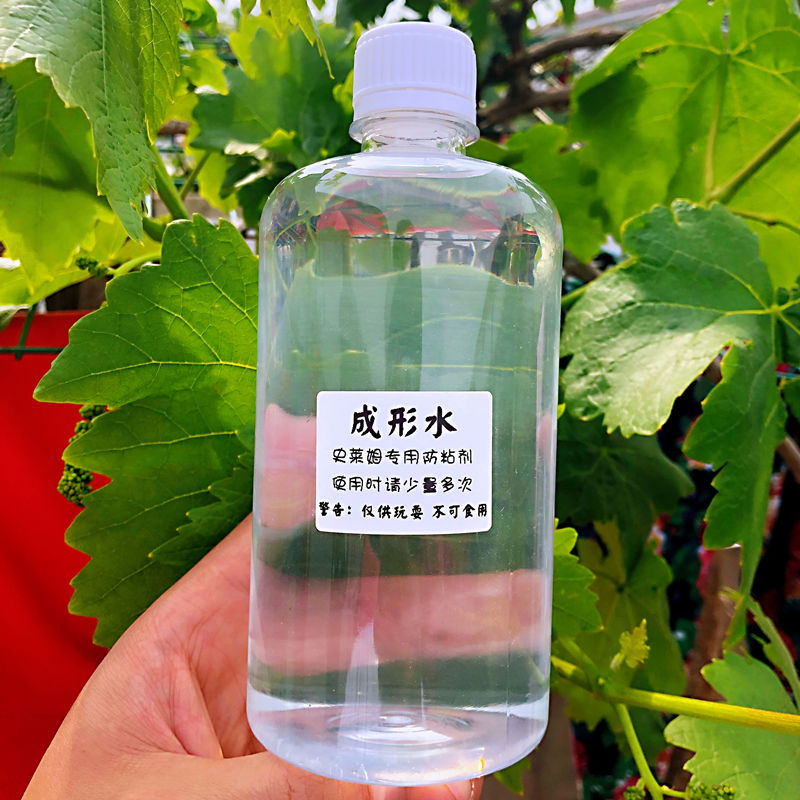 成形水
史莱姆专用防粘剂
使用时请少量多次
警告：仅供玩耍 不可食用